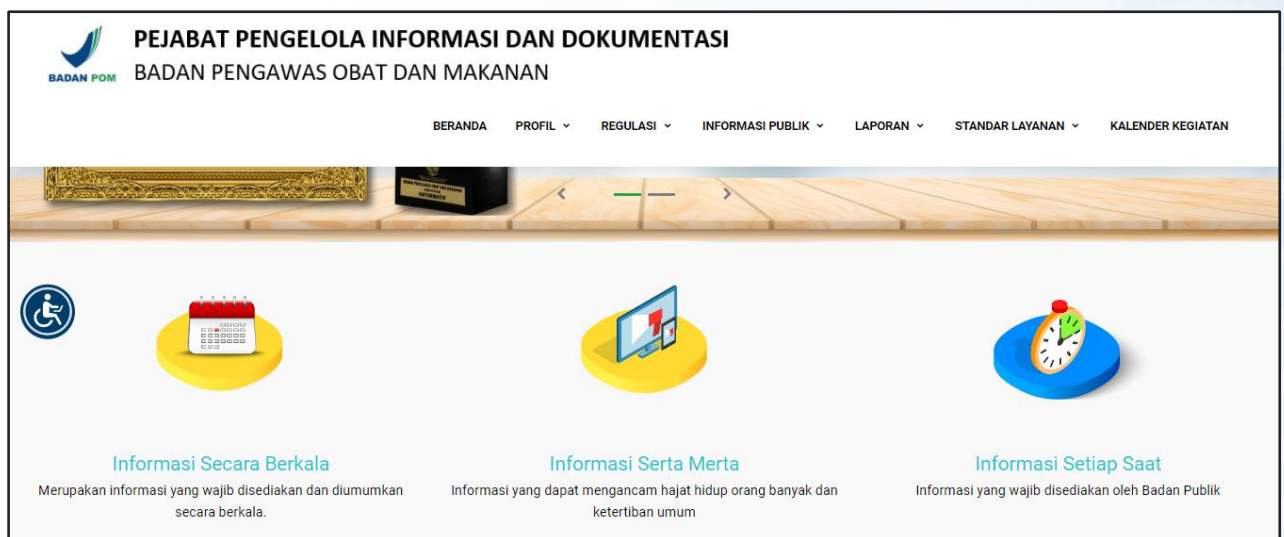 PEJABAT PENGELOLA INFORMASI DAN DOKUMENTASI
BADAN POM
BADAN PENGAWAS OBAT DAN MAKANAN
BERANDA PROFIL REGULASI INFORMASI PUBLIK LAPORAN STANDAR LAYANAN KALENDER KEGIATAN
INFORMATIF
Informasi Secara Berkala
Merupakan informasi yang wajib disediakan dan diumumkan
secara berkala.
Informasi Serta Merta
Informasi yang dapat mengancam hajat hidup orang banyak dan
ketertiban umum
Informasi Setiap Saat
Informasi yang wajib disediakan oleh Badan Publik